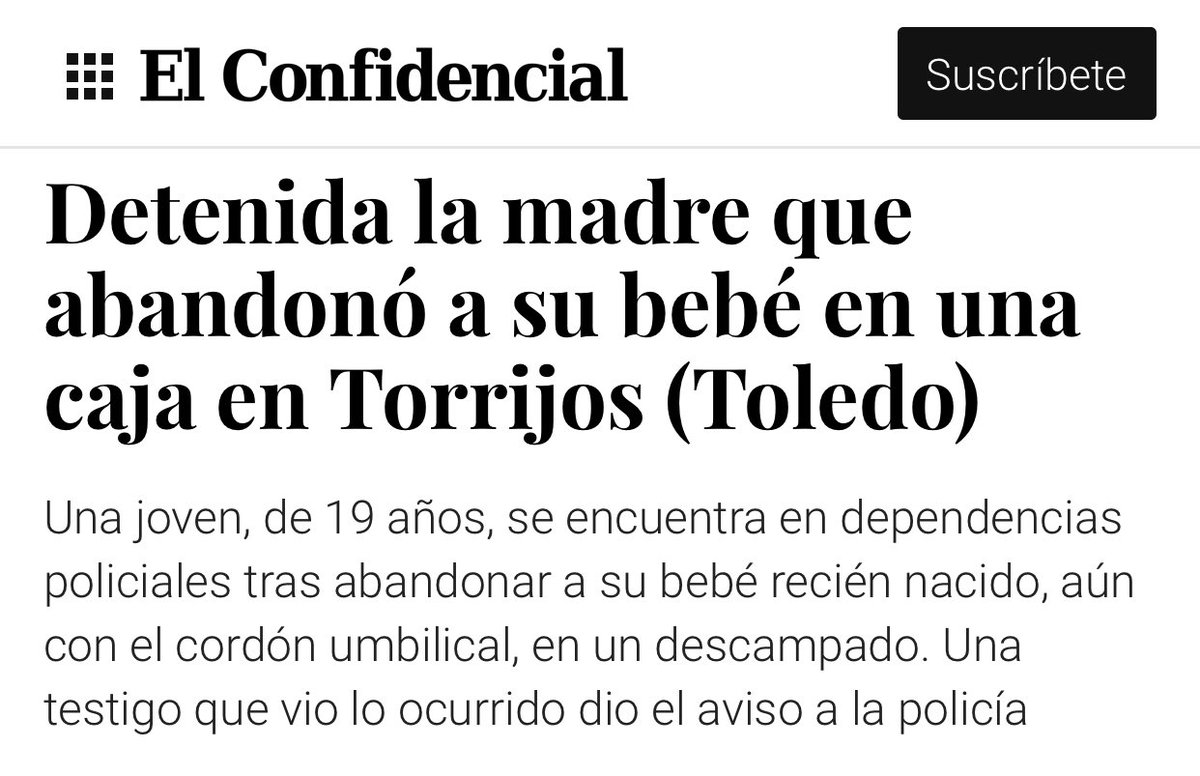 El Confidencial
Suscríbete
Detenida la madre que
abandonó a su bebé en una
caja en Torrijos (Toledo)
Una joven, de 19 años, se encuentra en dependencias
policiales tras abandonar a su bebé recién nacido, aún
con el cordón umbilical, en un descampado. Una
testigo que vio lo ocurrido dio el aviso a la policía